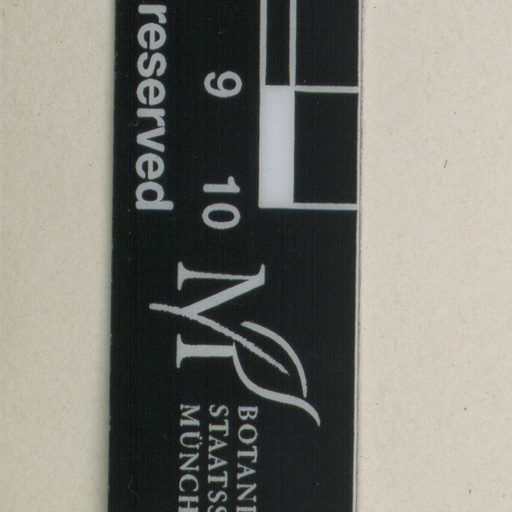 reserved
9 10
M
BOTANI
STAATSS
MÜNCH